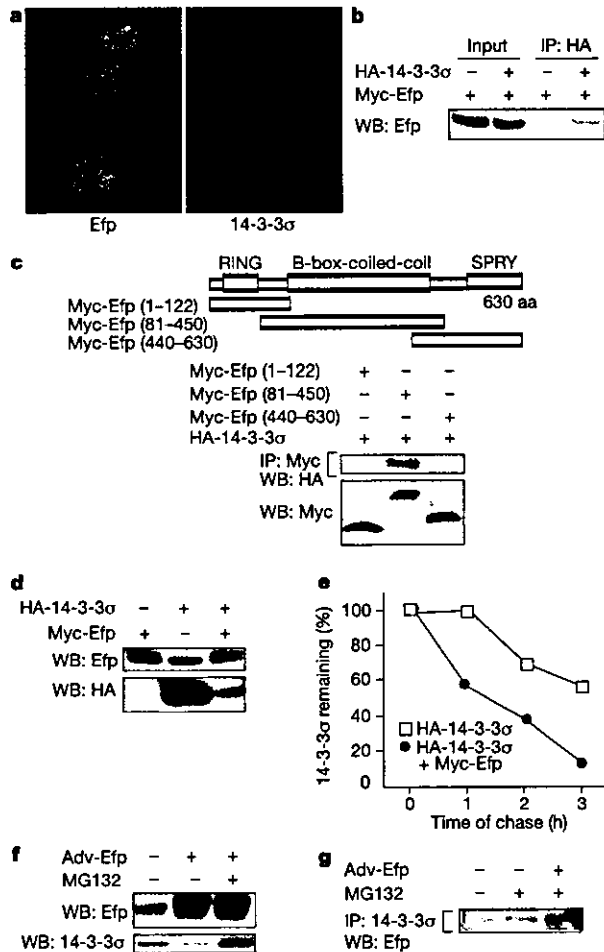 a
Efp 14-3-3σ
b
Input IP: HA
HA-14-3-3σ − + − +
Myc-Efp + + + +
WB: Efp
c
RING B-box-coiled-coil SPRY
630 aa
Myc-Efp (1–122)
Myc-Efp (81–450)
Myc-Efp (440–630)
Myc-Efp (1–122) + − −
Myc-Efp (81–450) − + −
Myc-Efp (440–630) − − +
HA-14-3-3σ + + +
IP: Myc
WB: HA
WB: Myc
d
HA-14-3-3σ − + +
Myc-Efp + − +
WB: Efp
WB: HA
e
14-3-3σ remaining (%)
100
80
60
40
20
0
HA-14-3-3σ
HA-14-3-3σ
+ Myc-Efp
0 1 2 3
Time of chase (h)
f
Adv-Efp − + +
MG132 − − +
WB: Efp
WB: 14-3-3σ
g
Adv-Efp − − +
MG132 − + +
IP: 14-3-3σ
WB: Efp